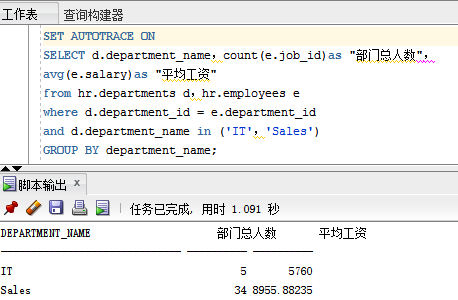 工作表 查询构建器
SET AUTOTRACE ON
SELECT d.department_name，count(e.job_id)as "部门总人数"，
avg(e.salary)as "平均工资"
from hr.departments d，hr.employees e
where d.department_id = e.department_id
and d.department_name in ('IT'，'Sales')
GROUP BY department_name;
脚本输出 x
任务已完成, 用时 1.091 秒
DEPARTMENT_NAME 部门总人数 平均工资
IT 5 5760
Sales 34 8955.88235